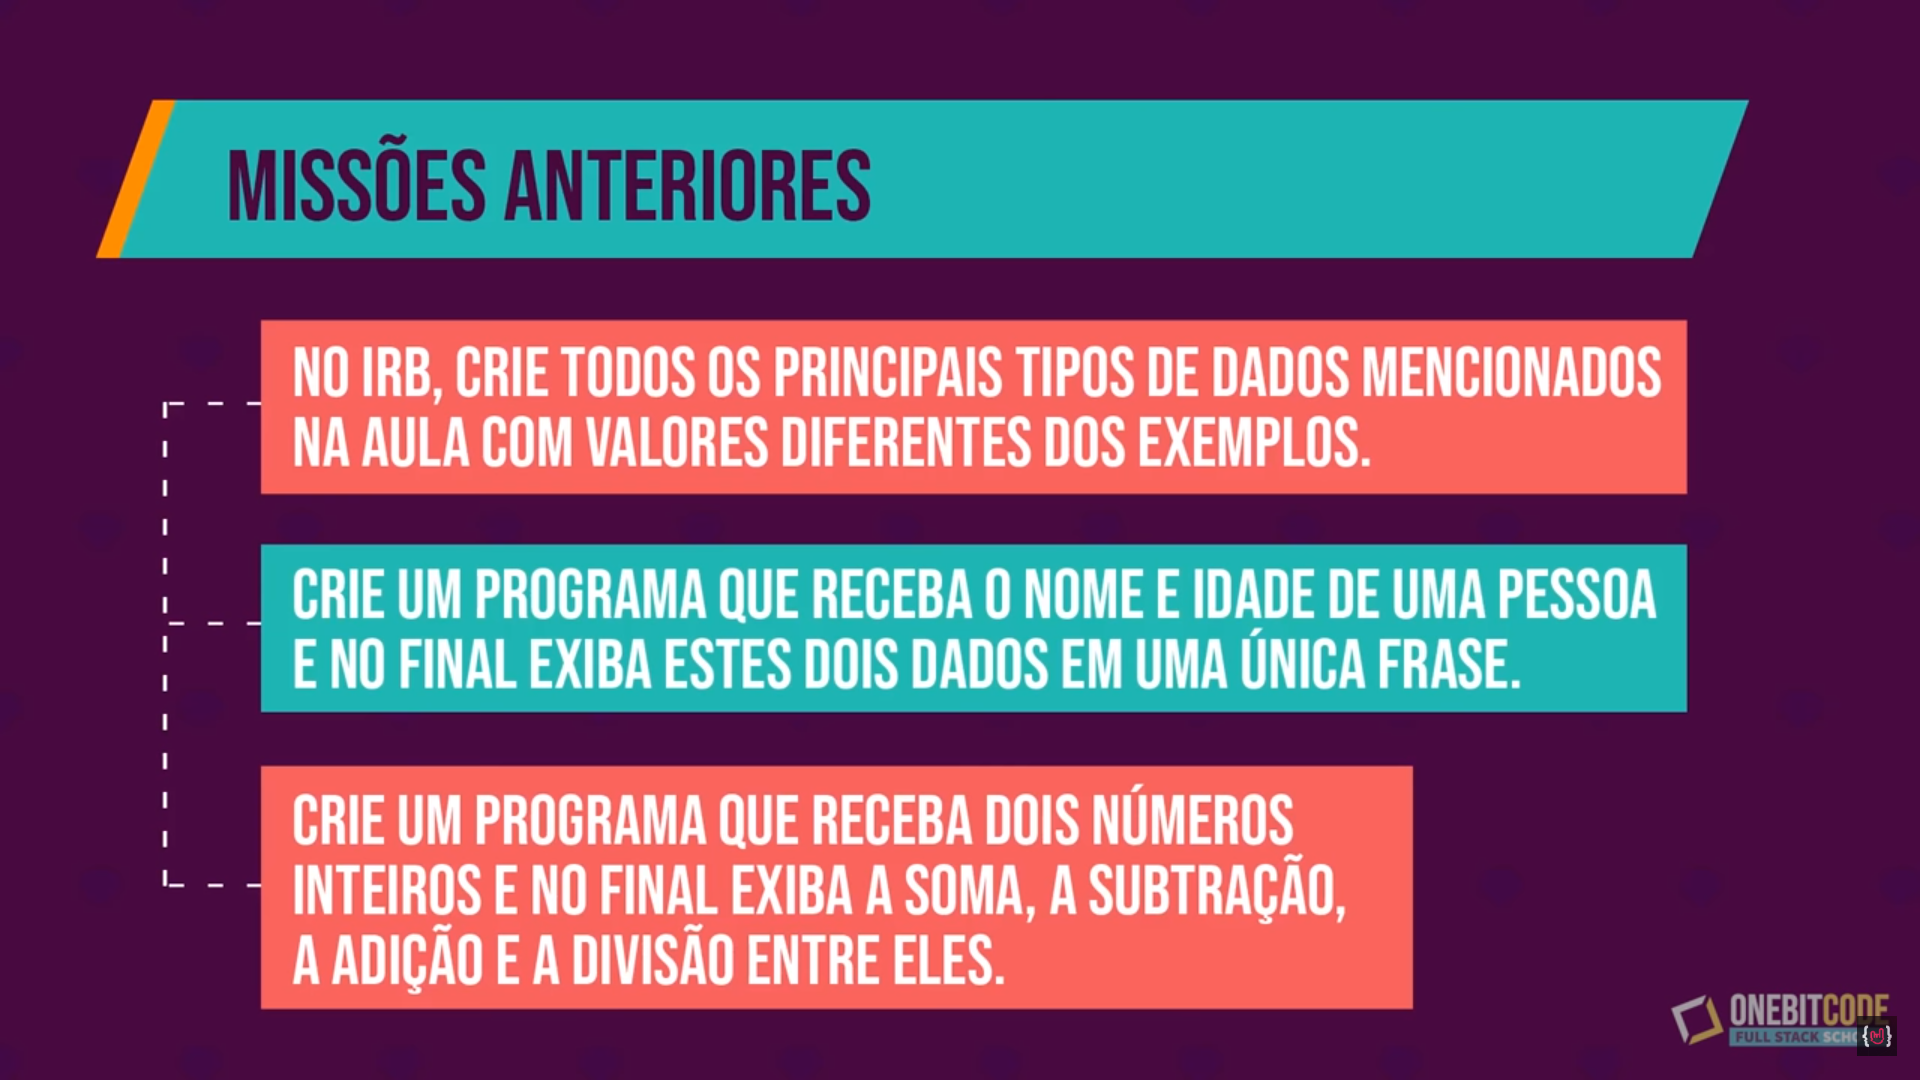 MISSÕES ANTERIORES
NO IRB, CRIE TODOS OS PRINCIPAIS TIPOS DE DADOS MENCIONADOS
NA AULA COM VALORES DIFERENTES DOS EXEMPLOS.
CRIE UM PROGRAMA QUE RECEBA O NOME E IDADE DE UMA PESSOA
E NO FINAL EXIBA ESTES DOIS DADOS EM UMA ÚNICA FRASE.
CRIE UM PROGRAMA QUE RECEBA DOIS NÚMEROS
INTEIROS E NO FINAL EXIBA A SOMA, A SUBTRAÇÃO,
A ADIÇÃO E A DIVISÃO ENTRE ELES.
ONEBITCODE
FULL STACK